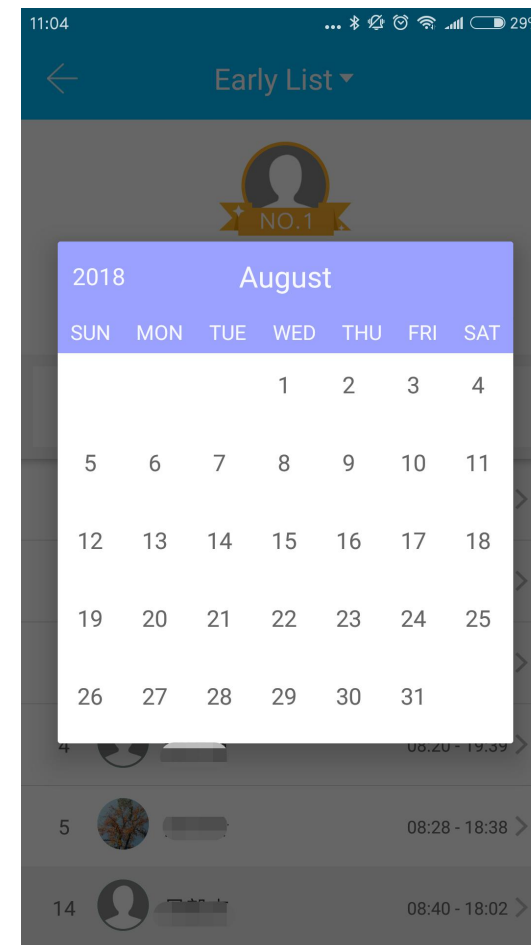 11:04 ... 29%
Early List
NO.1
2018 August
SUN MON TUE WED THU FRI SAT
1 2 3 4
5 6 7 8 9 10 11
12 13 14 15 16 17 18
19 20 21 22 23 24 25
26 27 28 29 30 31
4 08:20 - 19:39
5 08:28 - 18:38
14 08:40 - 18:02